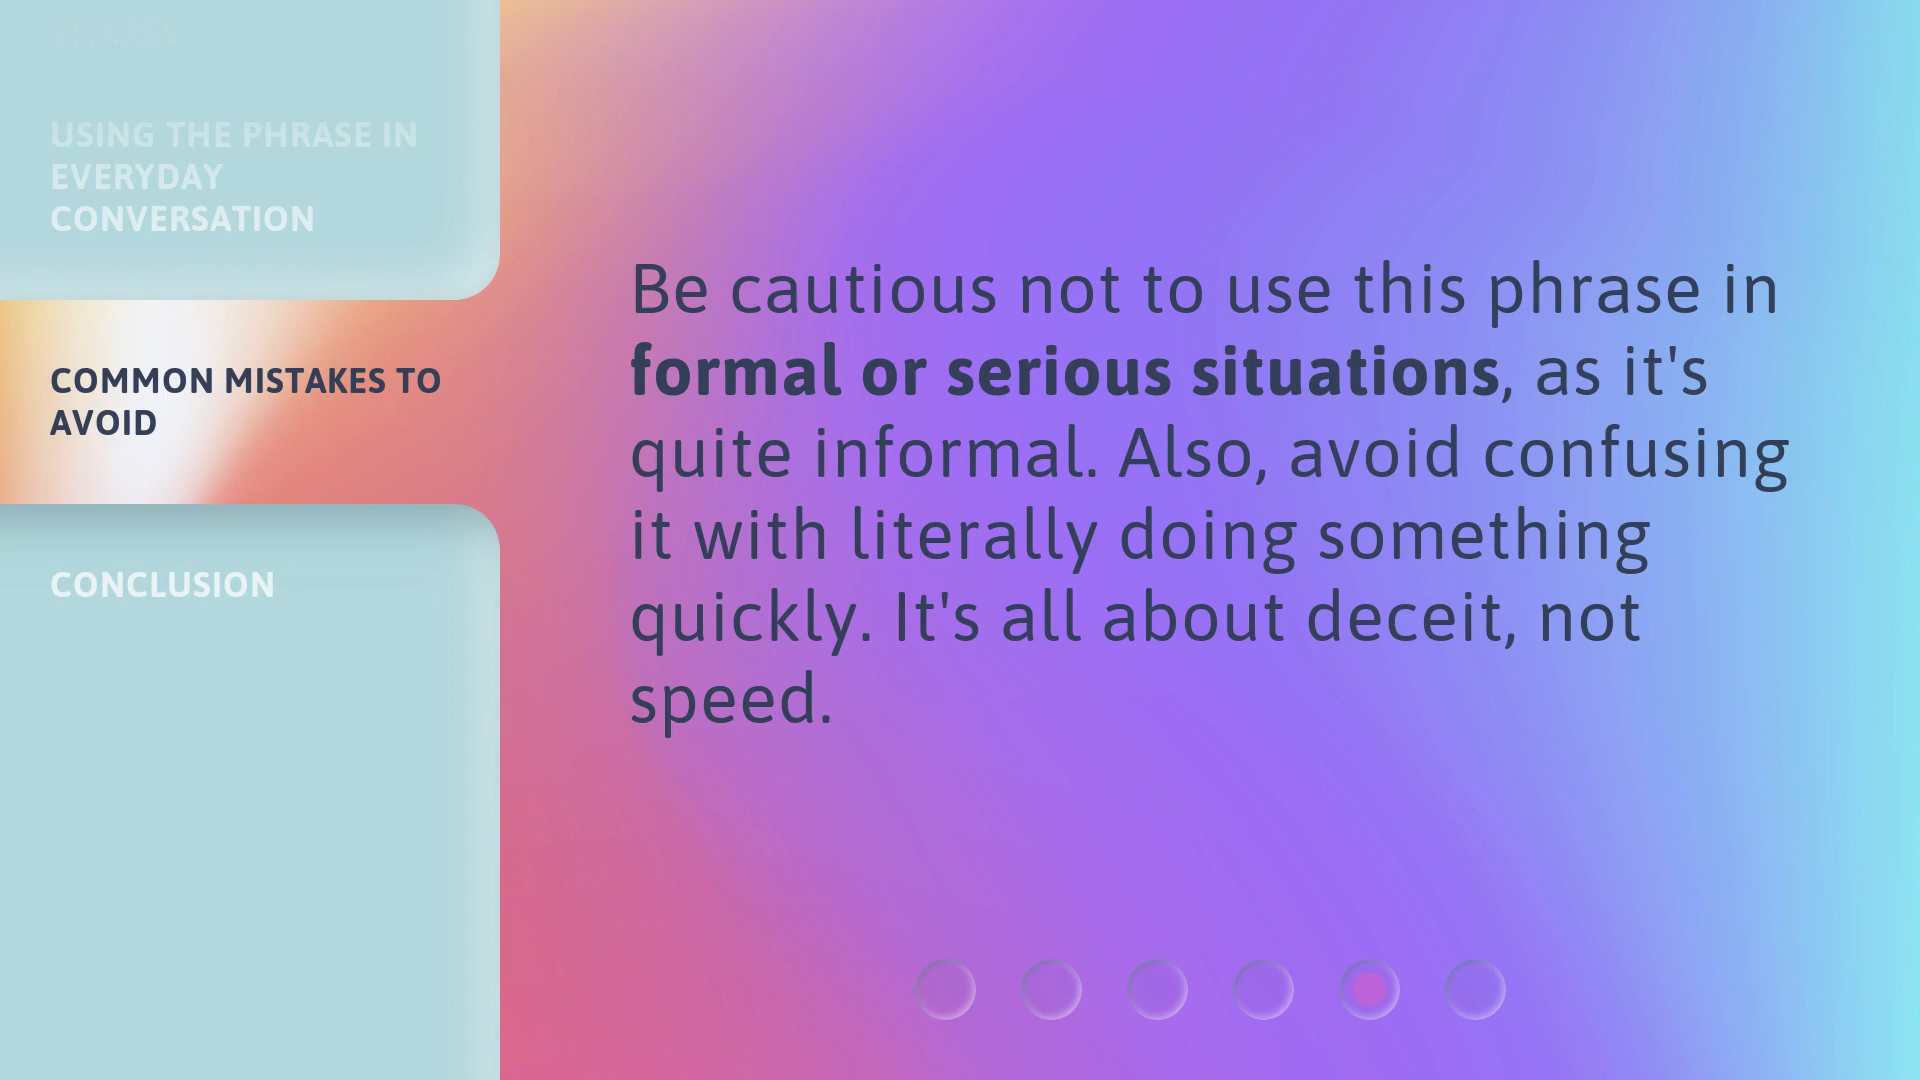 PHRASE
USING THE PHRASE IN
EVERYDAY
CONVERSATION
COMMON MISTAKES TO
AVOID
CONCLUSION
Be cautious not to use this phrase in
formal or serious situations, as it's
quite informal. Also, avoid confusing
it with literally doing something
quickly. It's all about deceit, not
speed.